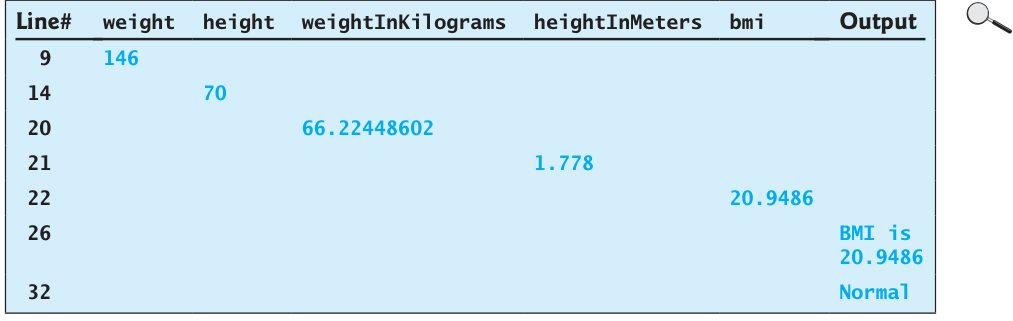 Line# weight height weightInKilograms heightInMeters bmi Output
9 146
14 70
20 66.22448602
21 1.778
22 20.9486
26 BMI is
20.9486
32 Normal